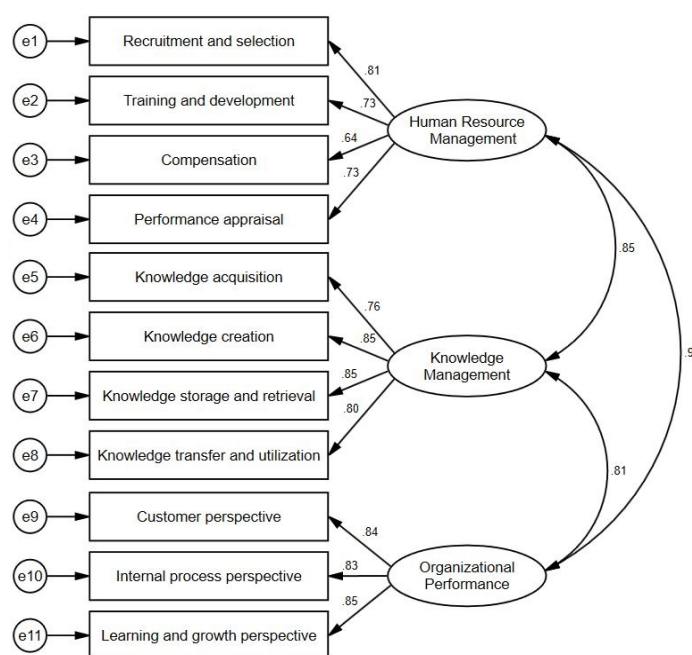 e1
Recruitment and selection
.81
e2
Training and development
.73
Human Resource
Management
e3
Compensation
.64
e4
Performance appraisal
.73
.85
e5
Knowledge acquisition
.76
e6
Knowledge creation
.85
Knowledge
Management
.9
e7
Knowledge storage and retrieval
.85
e8
Knowledge transfer and utilization
.80
.81
e9
Customer perspective
.84
e10
Internal process perspective
.83
Organizational
Performance
e11
Learning and growth perspective
.85